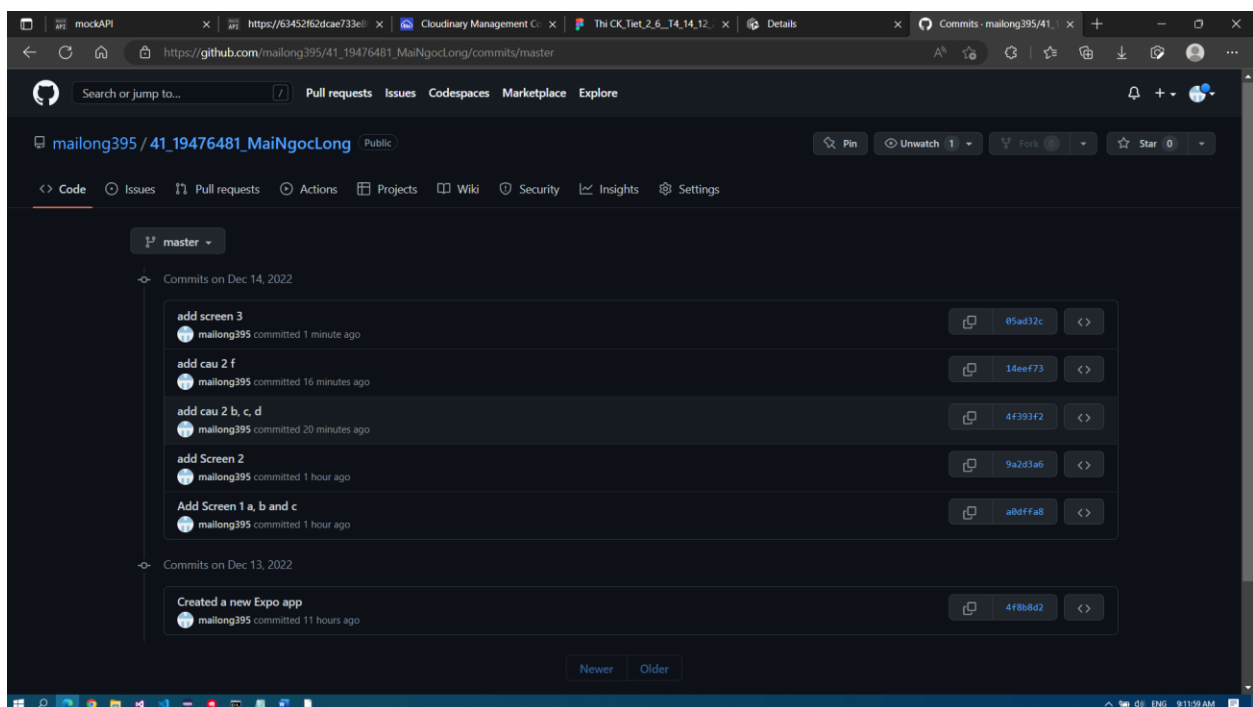 mockAPI
https://63452f62dcae733e8
Cloudinary Management Co
Thi CK_Tiet_2_6__T4_14_12_2
Details
Commits · mailong395/41_1
https://github.com/mailong395/41_19476481_MaiNgocLong/commits/master
Search or jump to...
/
Pull requests Issues Codespaces Marketplace Explore
mailong395 / 41_19476481_MaiNgocLong Public
Pin
Unwatch 1
Fork 0
Star 0
Code Issues Pull requests Actions Projects Wiki Security Insights Settings
master
Commits on Dec 14, 2022
add screen 3
mailong395 committed 1 minute ago
05ad32c
add cau 2 f
mailong395 committed 16 minutes ago
14eef73
add cau 2 b, c, d
mailong395 committed 20 minutes ago
4f393f2
add Screen 2
mailong395 committed 1 hour ago
9a2d3a6
Add Screen 1 a, b and c
mailong395 committed 1 hour ago
a0dffa8
Commits on Dec 13, 2022
Created a new Expo app
mailong395 committed 11 hours ago
4f8b8d2
Newer Older
ENG 9:11:59 AM